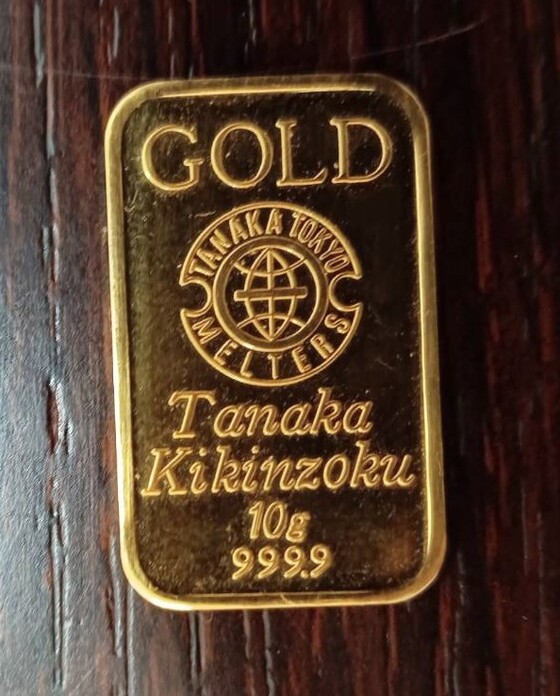 GOLD
TANAKA TOKYO
MELTERS
Tanaka
Kikinzoku
10g
999.9